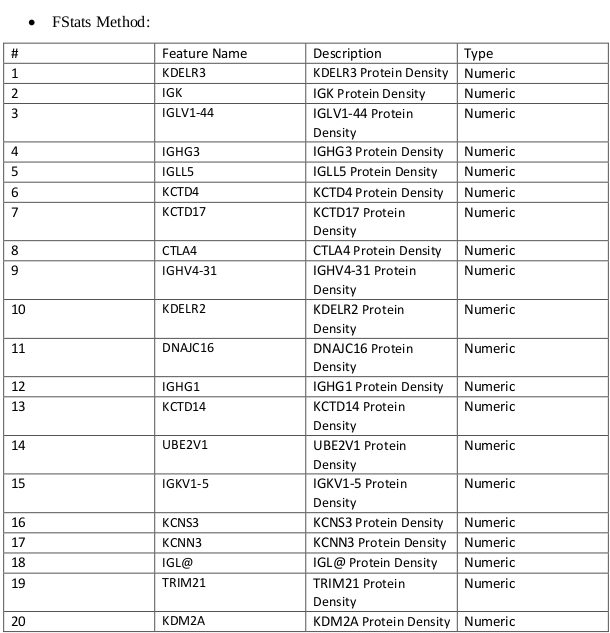 • FStats Method:
# Feature Name Description Type
1 KDELR3 KDELR3 Protein Density Numeric
2 IGK IGK Protein Density Numeric
3 IGLV1-44 IGLV1-44 Protein Numeric
Density
4 IGHG3 IGHG3 Protein Density Numeric
5 IGLL5 IGLL5 Protein Density Numeric
6 KCTD4 KCTD4 Protein Density Numeric
7 KCTD17 KCTD17 Protein Numeric
Density
8 CTLA4 CTLA4 Protein Density Numeric
9 IGHV4-31 IGHV4-31 Protein Numeric
Density
10 KDELR2 KDELR2 Protein Numeric
Density
11 DNAJC16 DNAJC16 Protein Numeric
Density
12 IGHG1 IGHG1 Protein Density Numeric
13 KCTD14 KCTD14 Protein Numeric
Density
14 UBE2V1 UBE2V1 Protein Numeric
Density
15 IGKV1-5 IGKV1-5 Protein Numeric
Density
16 KCNS3 KCNS3 Protein Density Numeric
17 KCNN3 KCNN3 Protein Density Numeric
18 IGL@ IGL@ Protein Density Numeric
19 TRIM21 TRIM21 Protein Numeric
Density
20 KDM2A KDM2A Protein Density Numeric